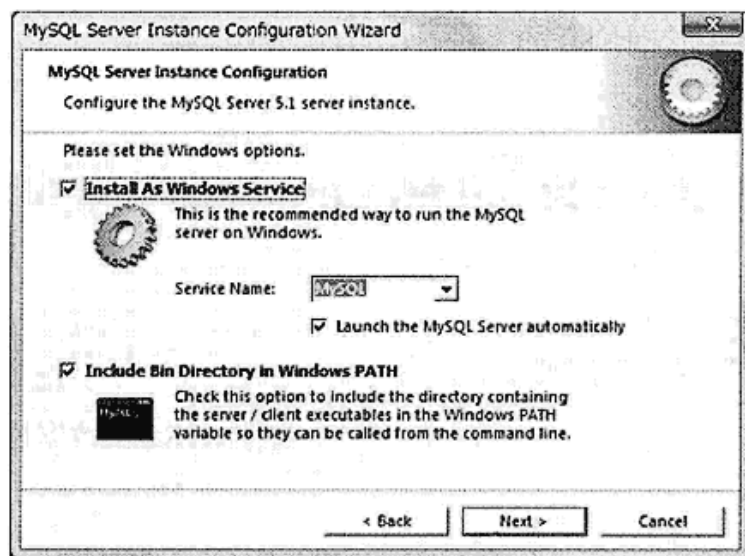 MySQL Server Instance Configuration Wizard
MySQL Server Instance Configuration
Configure the MySQL Server 5.1 server instance.
Please set the Windows options.
Install As Windows Service
This is the recommended way to run the MySQL
server on Windows.
Service Name: MySQL
Launch the MySQL Server automatically
Include Bin Directory in Windows PATH
Check this option to include the directory containing
the server / client executables in the Windows PATH
variable so they can be called from the command line.
< Back Next > Cancel